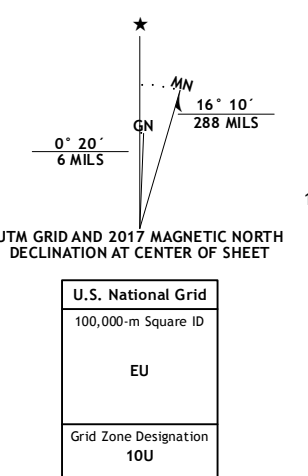 ★
MN
GN
16° 10´
288 MILS
0° 20´
6 MILS
UTM GRID AND 2017 MAGNETIC NORTH
DECLINATION AT CENTER OF SHEET
U.S. National Grid
100,000-m Square ID
EU
Grid Zone Designation
10U